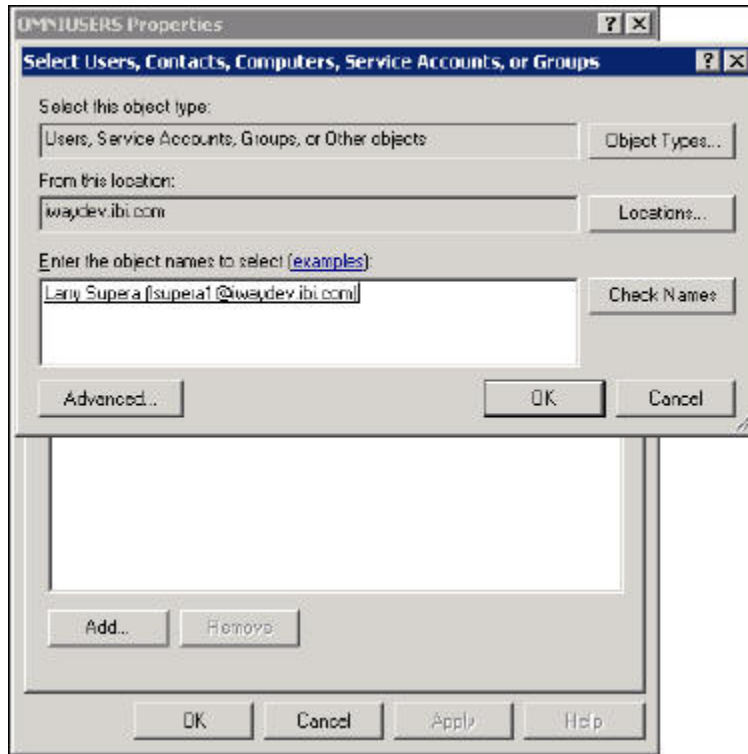 OMNIUSERS Properties
Select Users, Contacts, Computers, Service Accounts, or Groups
Select this object type:
Users, Service Accounts, Groups, or Other objects
Object Types...
From this location:
iwaydev.ibi.com
Locations...
Enter the object names to select (examples):
Larry Supera (lsupera1@iwaydev.ibi.com)
Check Names
Advanced...
OK
Cancel
Add...
Remove
OK
Cancel
Apply
Help